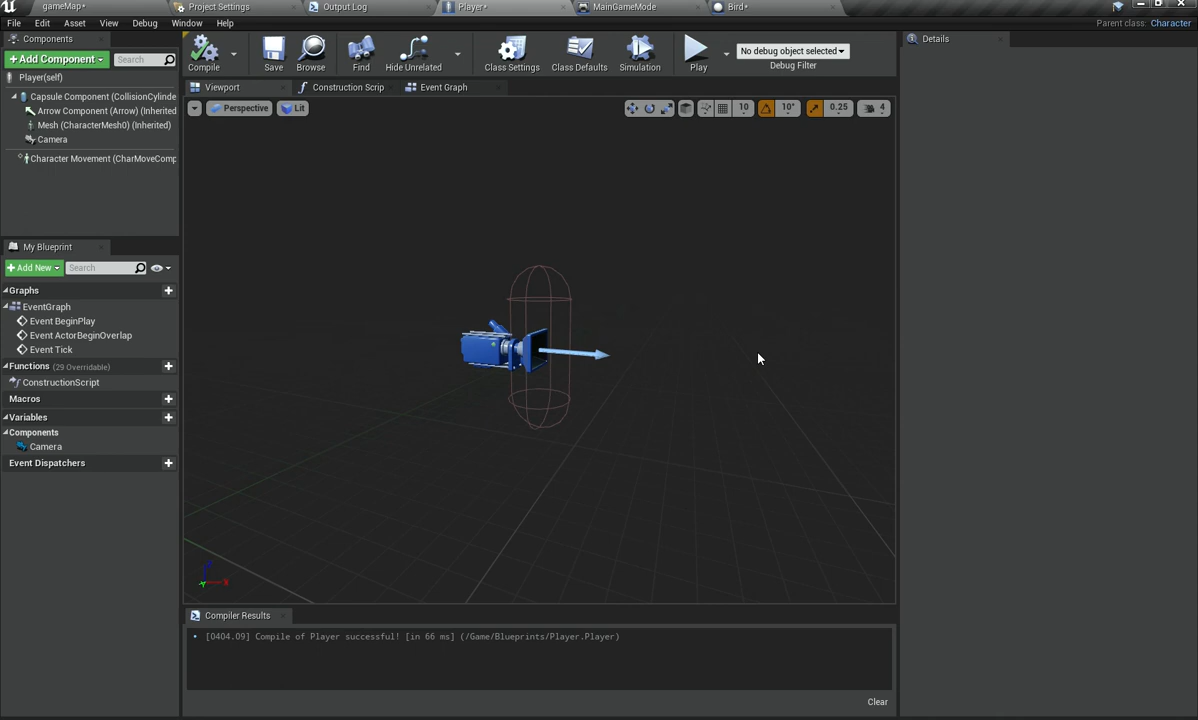 gameMap*
Project Settings
Output Log
Player*
MainGameMode
Bird*
File Edit Asset View Debug Window Help
Parent class: Character
Components
+Add Component
Search
Player(self)
Capsule Component (CollisionCylinde
Arrow Component (Arrow) (Inherited
Mesh (CharacterMesh0) (Inherited)
Camera
Character Movement (CharMoveComp
Compile
Save
Browse
Find
Hide Unrelated
Class Settings
Class Defaults
Simulation
Play
No debug object selected
Debug Filter
Details
Viewport
Construction Scrip
Event Graph
Perspective
Lit
10
10°
0.25
4
My Blueprint
+Add New
Search
Graphs
EventGraph
Event BeginPlay
Event ActorBeginOverlap
Event Tick
Functions (29 Overridable)
ConstructionScript
Macros
Variables
Components
Camera
Event Dispatchers
Compiler Results
[0404.09] Compile of Player successful! [in 66 ms] (/Game/Blueprints/Player.Player)
Clear